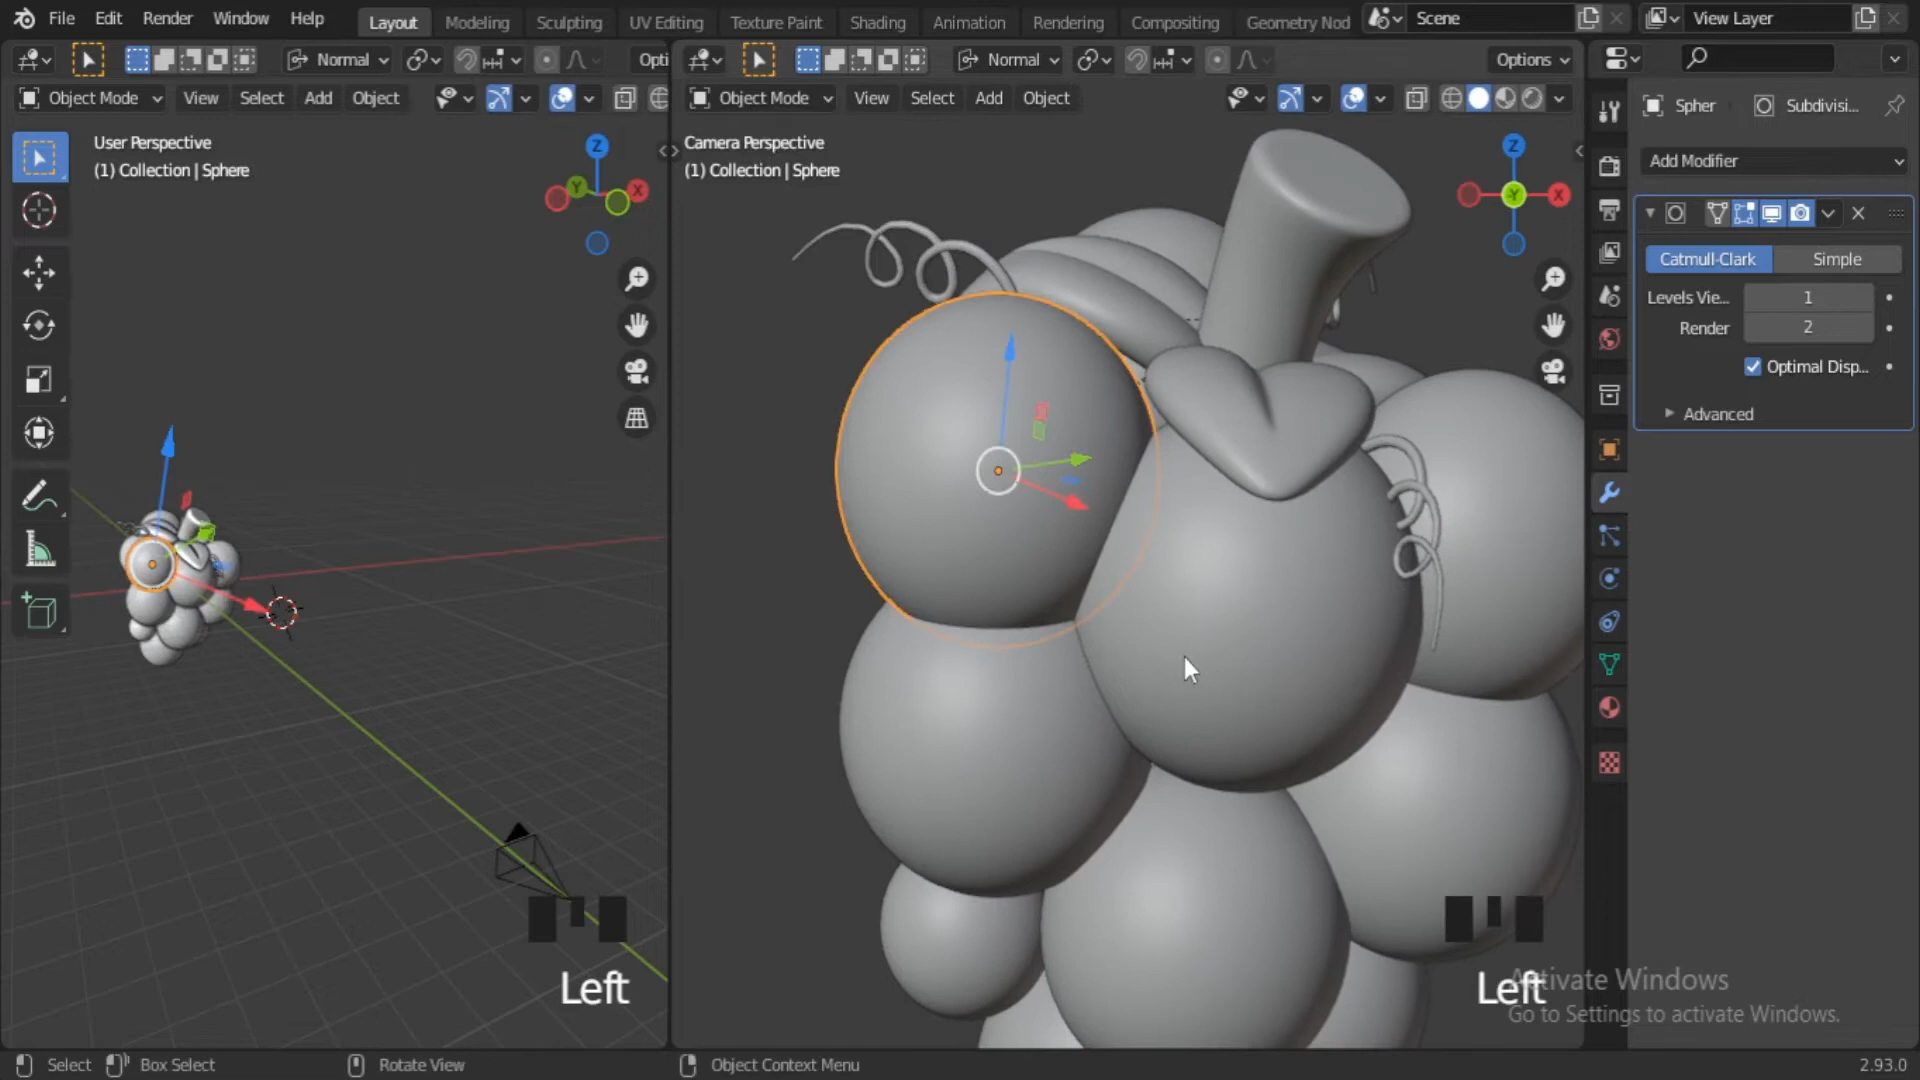 File Edit Render Window Help Layout Modeling Sculpting UV Editing Texture Paint Shading Animation Rendering Compositing Geometry Nod Scene View Layer
Normal Opti Normal Options
Object Mode View Select Add Object Object Mode View Select Add Object
User Perspective
(1) Collection | Sphere
Camera Perspective
(1) Collection | Sphere
Z
Y
X
Z
Y
X
Spher Subdivisi...
Add Modifier
Catmull-Clark Simple
Levels Vie... 1
Render 2
Optimal Disp...
Advanced
Left
Left
Activate Windows
Go to Settings to activate Windows.
Select Box Select Rotate View Object Context Menu 2.93.0